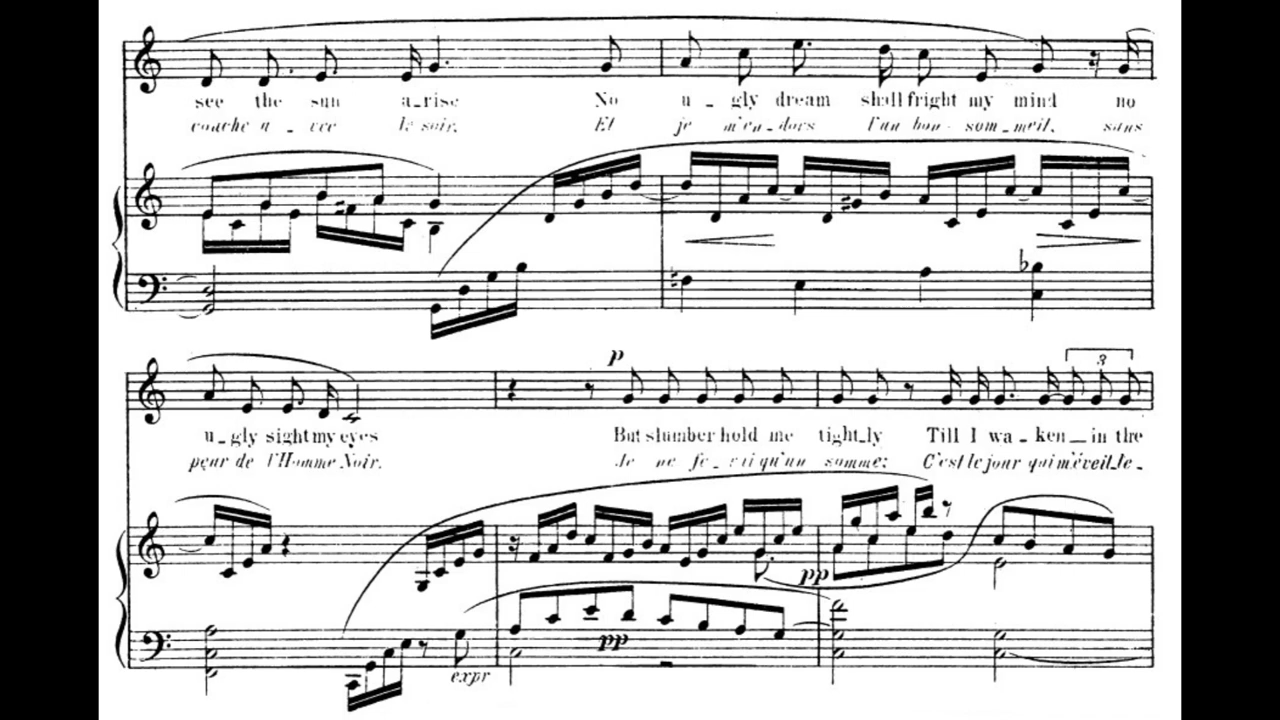 see the sun a-rise No u-gly dream shall fright my mind no
couche a-vec le soir. Et je m'en-dors l'un bon som-meil, sans
p 3
u-gly sight my eyes But slumber hold me tight-ly Till I wa-ken in the
peur de l'Homme Noir. Je ne fe-rai qu'un somme: C'est le jour qui m'éveil-le-
pp
pp
expr